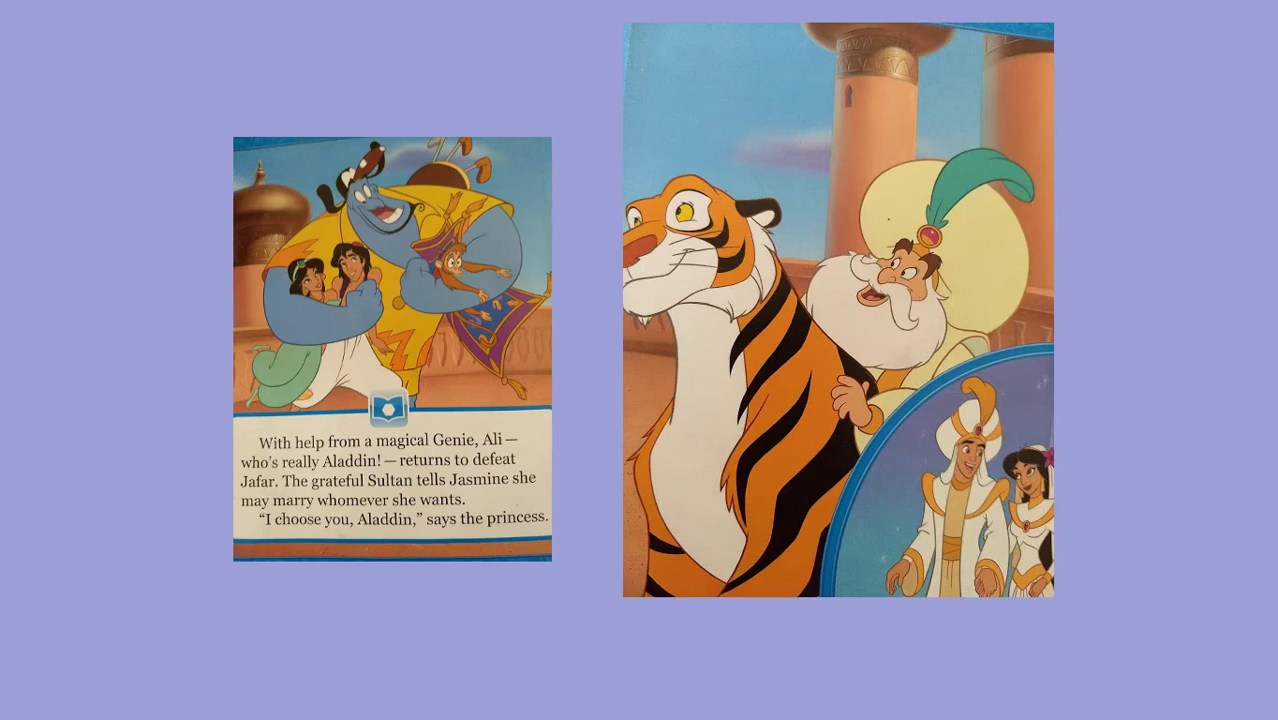 With help from a magical Genie, Ali—
who's really Aladdin!—returns to defeat
Jafar. The grateful Sultan tells Jasmine she
may marry whomever she wants.
"I choose you, Aladdin," says the princess.